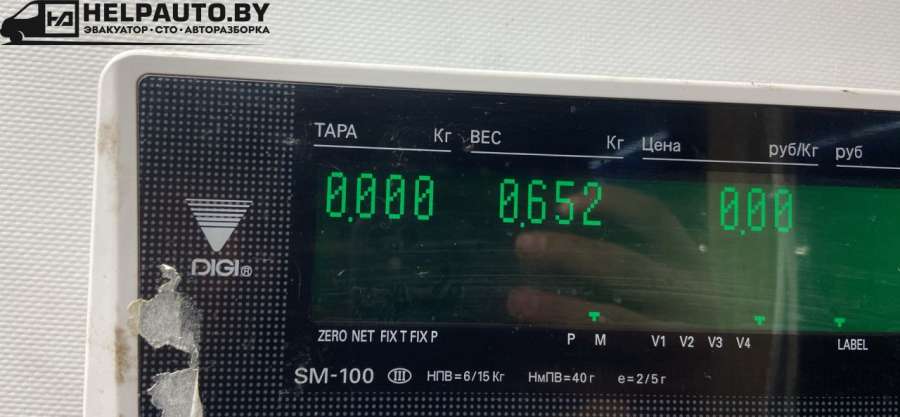 HELPAUTO.BY
ЭВАКУАТОР • СТО • АВТОРАЗБОРКА
ТАРА Кг ВЕС Кг Цена руб/Кг руб
0.000 0.652 0.00
DIGI®
ZERO NET FIX T FIX P P M V1 V2 V3 V4 LABEL
SM-100 III НПВ=6/15 Кг НмПВ=40 г e=2/5 г